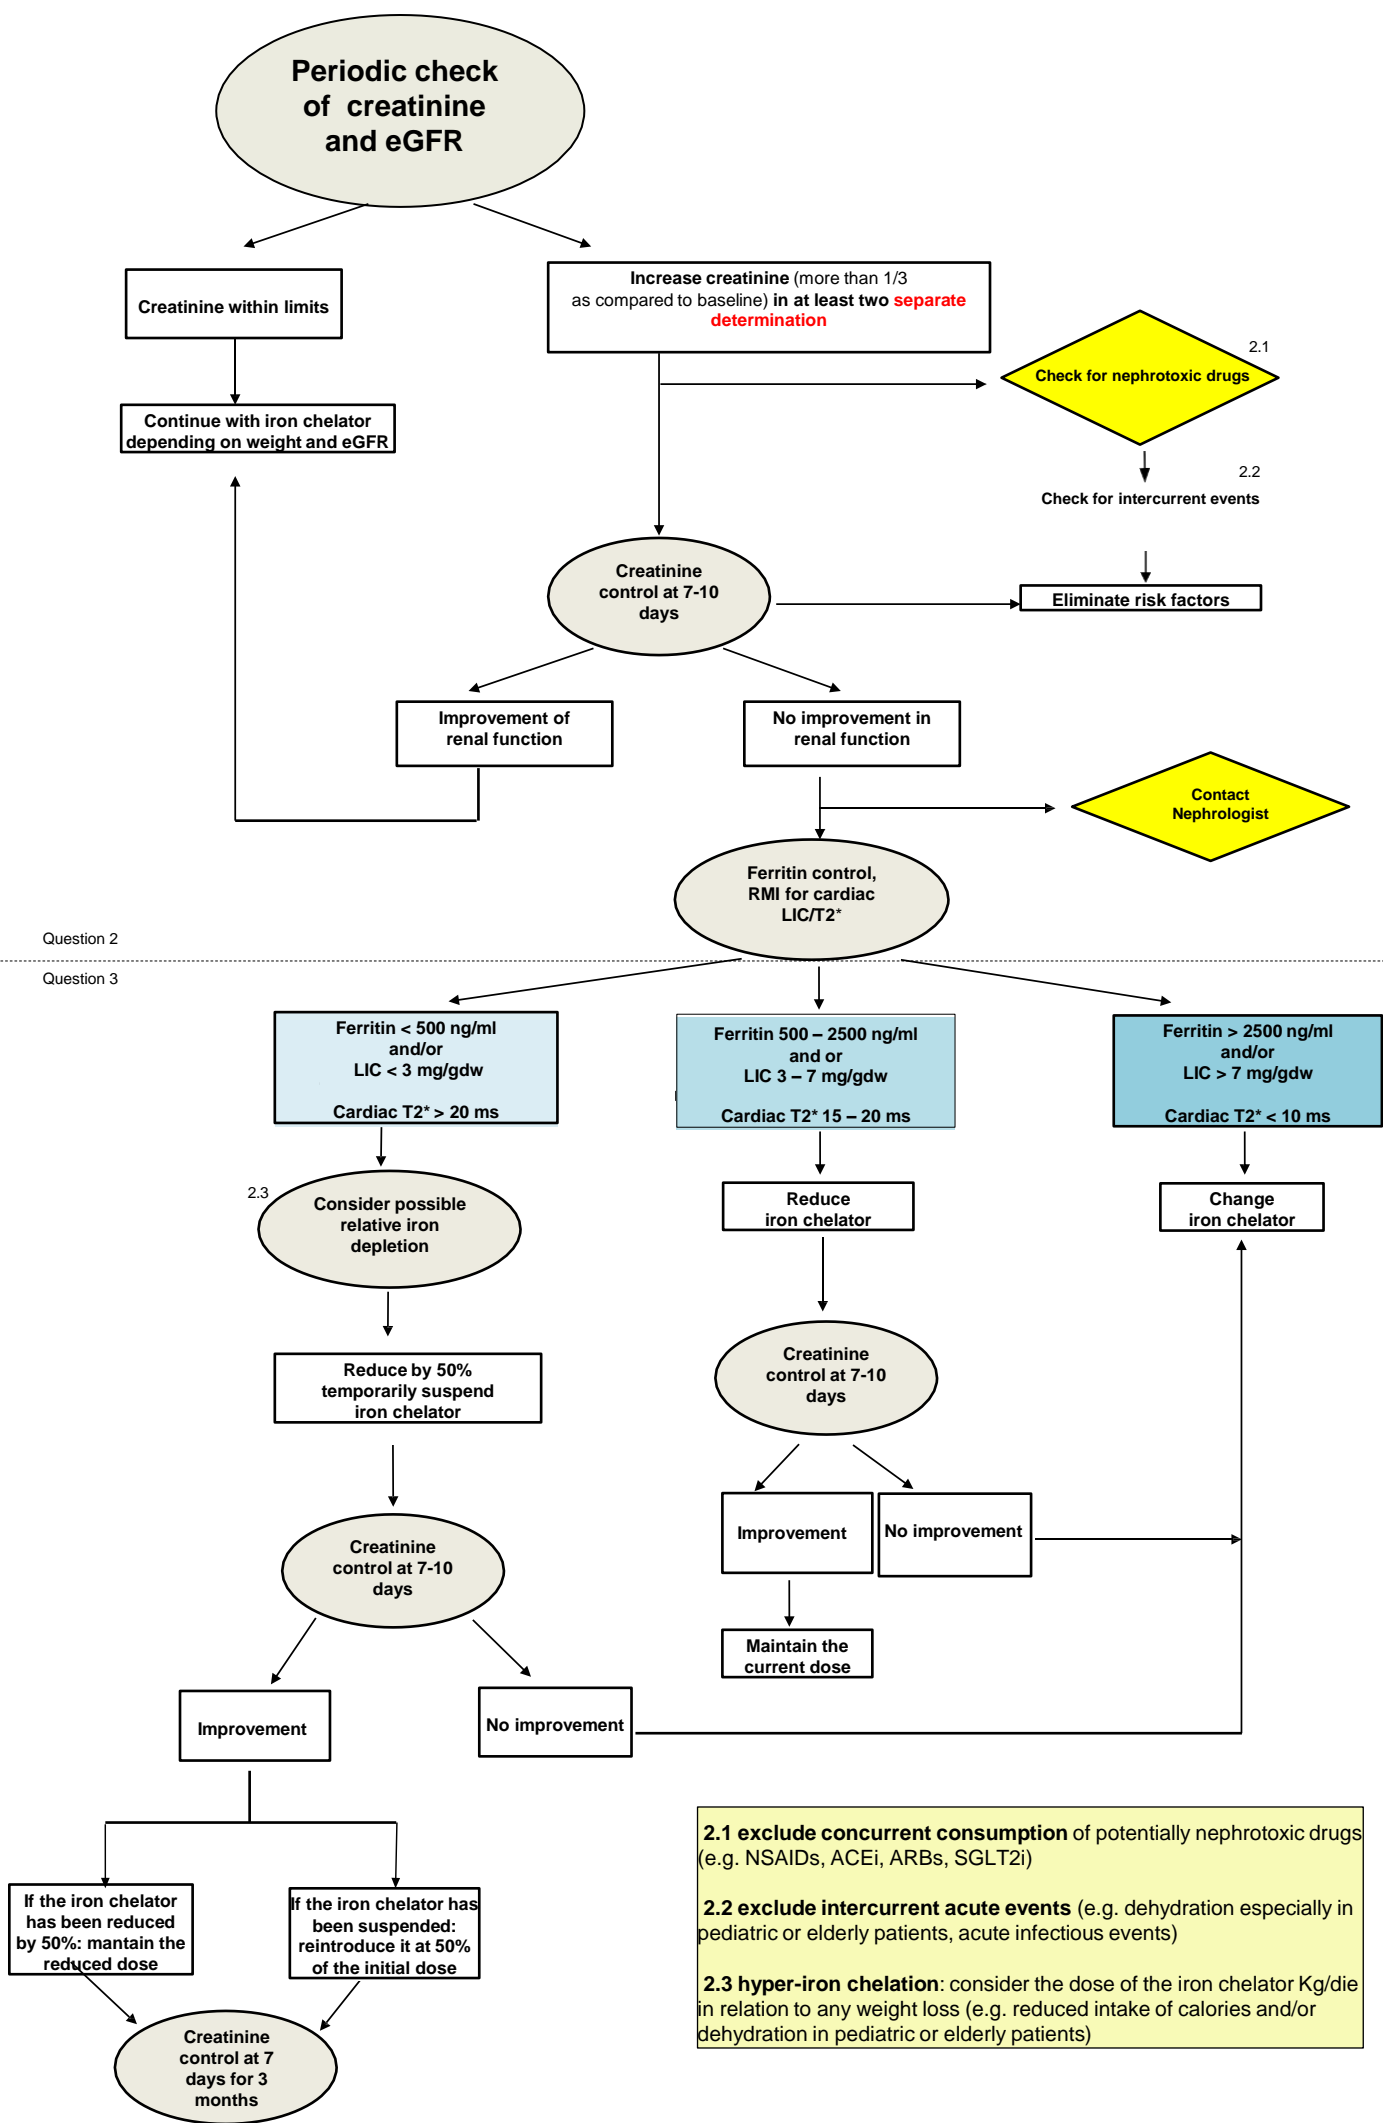 Periodic check
of creatinine
and eGFR
Creatinine within limits
Increase creatinine (more than 1/3
as compared to baseline) in at least two separate
determination
2.1
Check for nephrotoxic drugs
Continue with iron chelator
depending on weight and eGFR
2.2
Check for intercurrent events
Creatinine
control at 7-10
days
Eliminate risk factors
Improvement of
renal function
No improvement in
renal function
Contact
Nephrologist
Ferritin control,
RMI for cardiac
LIC/T2*
Question 2
Question 3
Ferritin < 500 ng/ml
and/or
LIC < 3 mg/gdw
Cardiac T2* > 20 ms
Ferritin 500 – 2500 ng/ml
and or
LIC 3 – 7 mg/gdw
Cardiac T2* 15 – 20 ms
Ferritin > 2500 ng/ml
and/or
LIC > 7 mg/gdw
Cardiac T2* < 10 ms
2.3
Consider possible
relative iron
depletion
Reduce
iron chelator
Change
iron chelator
Reduce by 50%
temporarily suspend
iron chelator
Creatinine
control at 7-10
days
Improvement
No improvement
Creatinine
control at 7-10
days
Maintain the
current dose
Improvement
No improvement
If the iron chelator
has been reduced
by 50%: mantain the
reduced dose
If the iron chelator has
been suspended:
reintroduce it at 50%
of the initial dose
Creatinine
control at 7
days for 3
months
2.1 exclude concurrent consumption of potentially nephrotoxic drugs
(e.g. NSAIDs, ACEi, ARBs, SGLT2i)
2.2 exclude intercurrent acute events (e.g. dehydration especially in
pediatric or elderly patients, acute infectious events)
2.3 hyper-iron chelation: consider the dose of the iron chelator Kg/die
in relation to any weight loss (e.g. reduced intake of calories and/or
dehydration in pediatric or elderly patients)